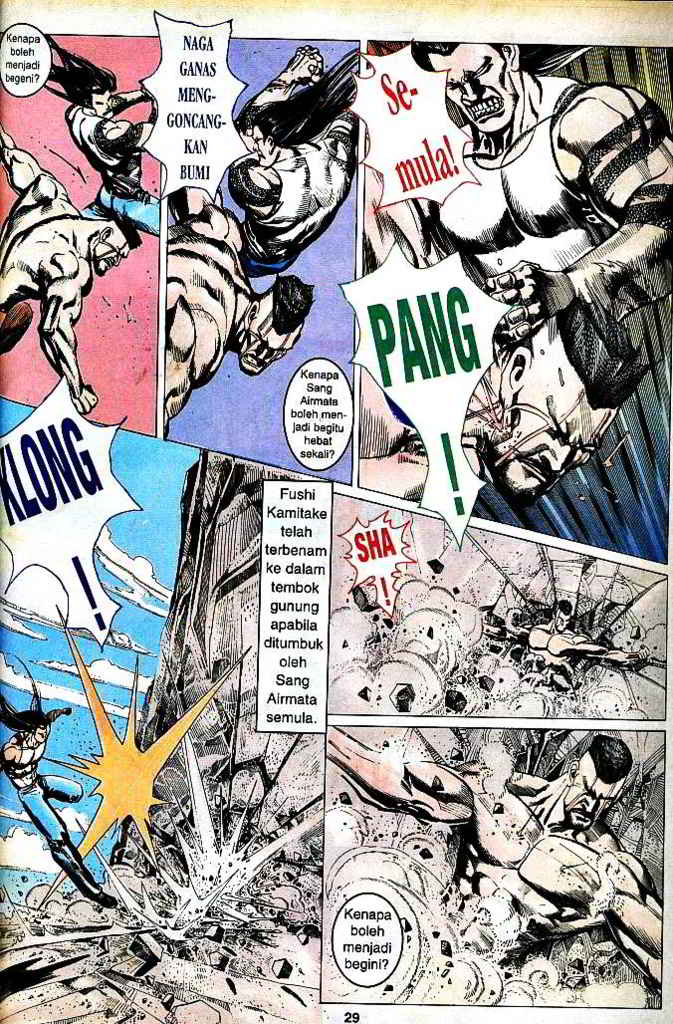 Kenapa
boleh
menjadi
begeni?
NAGA
GANAS
MENG-
GONCANG-
KAN
BUMI
Se-
mula!
Kenapa
Sang
Airmata
boleh men-
jadi begitu
hebat
sekali?
PANG
!
KLONG
!
Fushi
Kamitake
telah
terbenam
ke dalam
tembok
gunung
apabila
ditumbuk
oleh
Sang
Airmata
semula.
SHA
!
Kenapa
boleh
menjadi
begini?
29